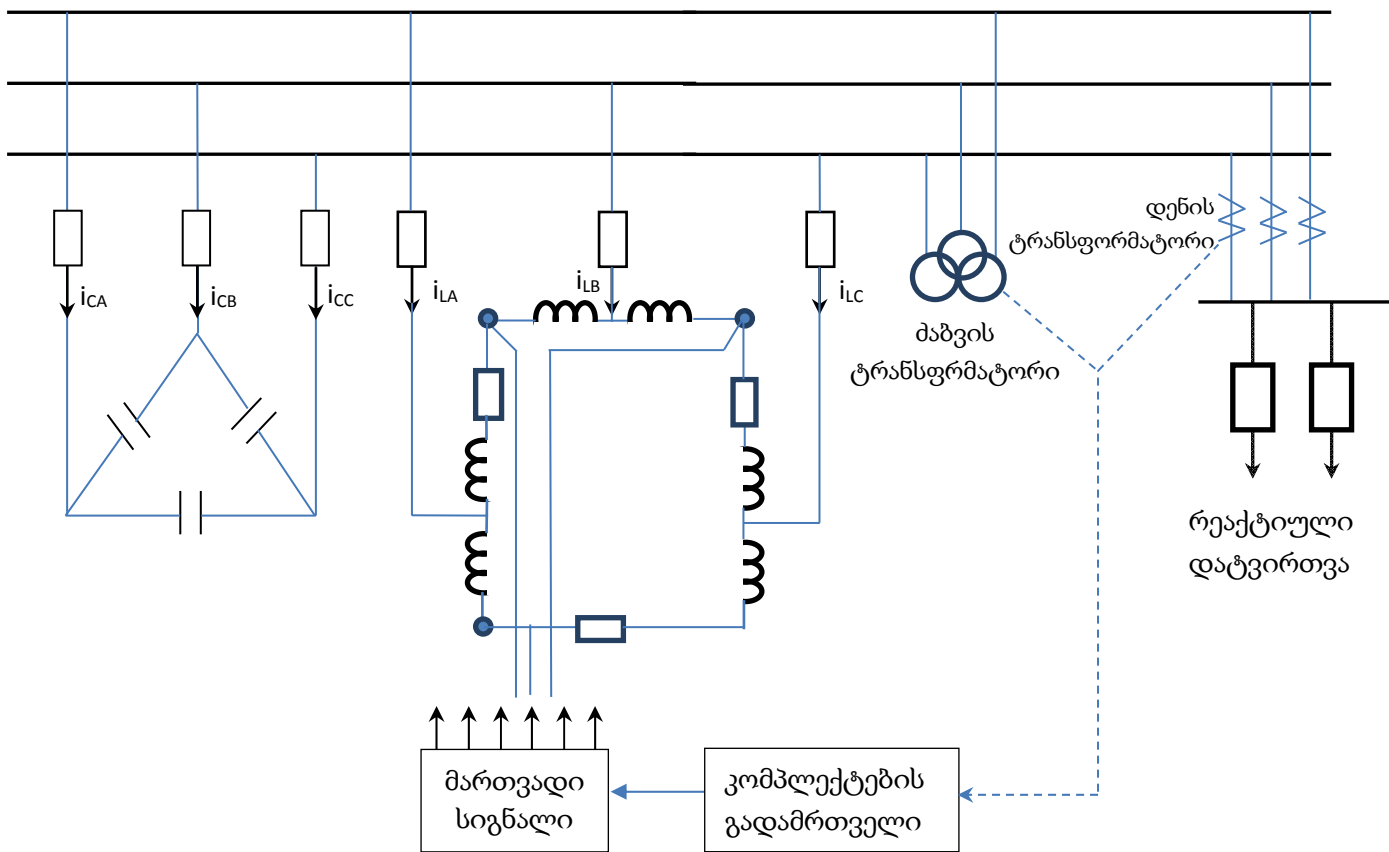 დენის
ტრანსფორმატორი
iCA
iCB
iCC
iLA
iLB
iLC
ძაბვის
ტრანსფრმატორი
რეაქტიული
დატვირთვა
მართვადი
სიგნალი
კომპლექტების
გადამრთველი